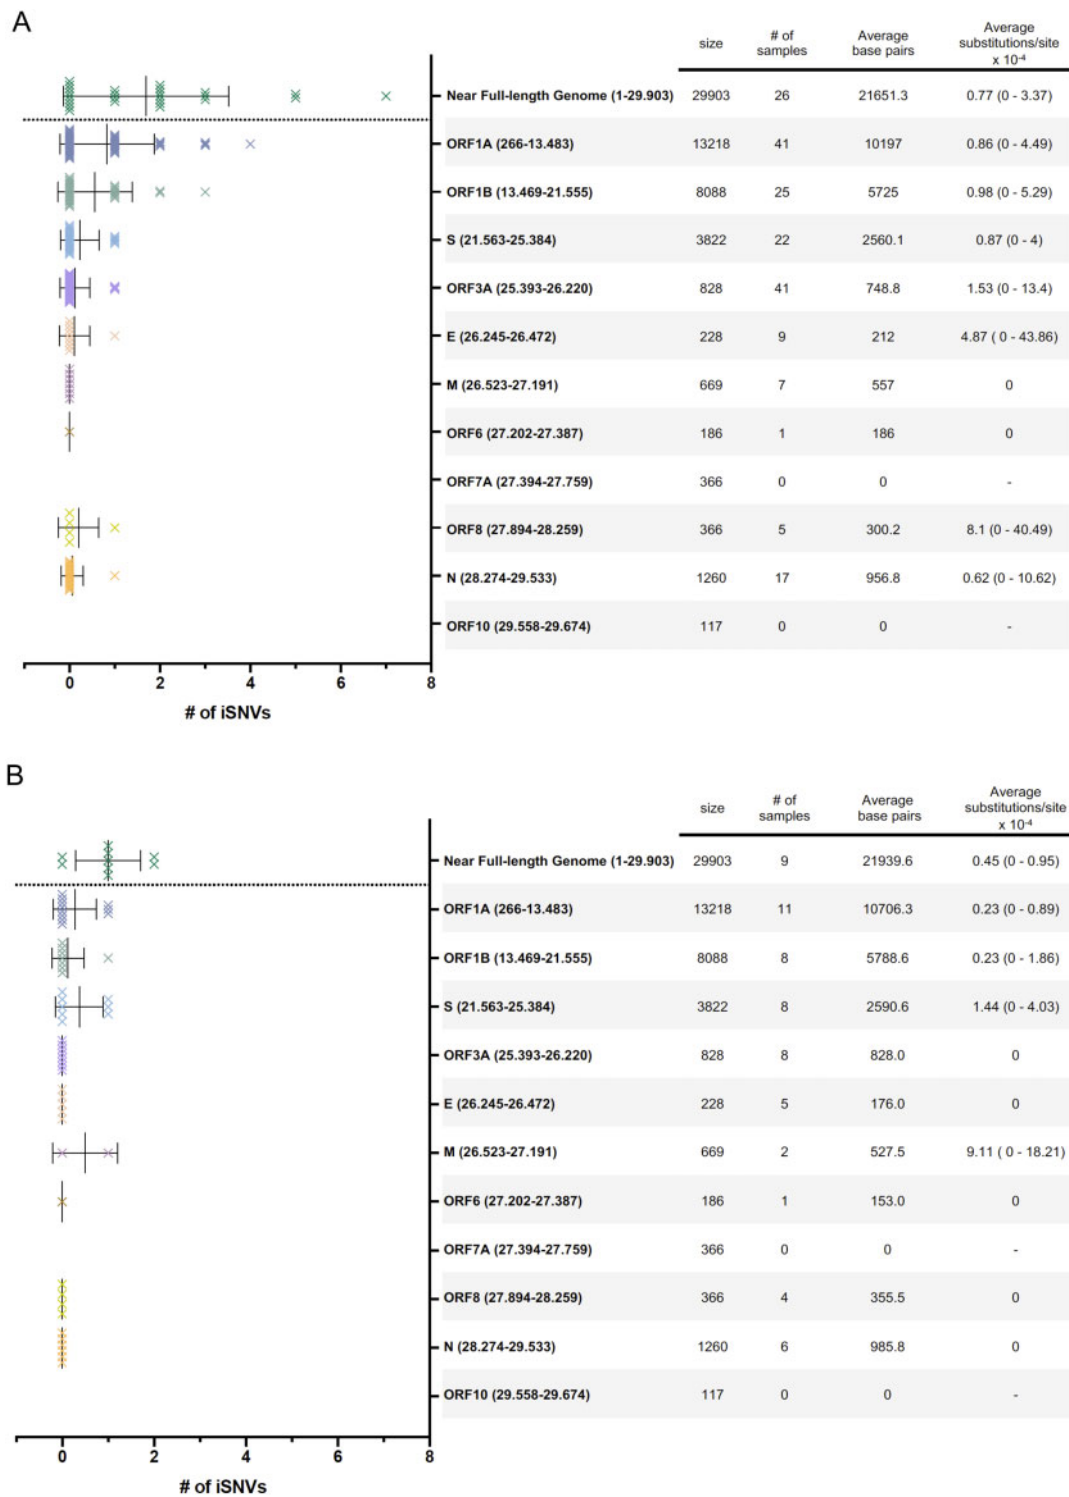 A
size # of samples Average base pairs Average substitutions/site x 10-4
Near Full-length Genome (1-29.903) 29903 26 21651.3 0.77 (0 - 3.37)
ORF1A (266-13.483) 13218 41 10197 0.86 (0 - 4.49)
ORF1B (13.469-21.555) 8088 25 5725 0.98 (0 - 5.29)
S (21.563-25.384) 3822 22 2560.1 0.87 (0 - 4)
ORF3A (25.393-26.220) 828 41 748.8 1.53 (0 - 13.4)
E (26.245-26.472) 228 9 212 4.87 ( 0 - 43.86)
M (26.523-27.191) 669 7 557 0
ORF6 (27.202-27.387) 186 1 186 0
ORF7A (27.394-27.759) 366 0 0 -
ORF8 (27.894-28.259) 366 5 300.2 8.1 (0 - 40.49)
N (28.274-29.533) 1260 17 956.8 0.62 (0 - 10.62)
ORF10 (29.558-29.674) 117 0 0 -
0 2 4 6 8
# of iSNVs
B
size # of samples Average base pairs Average substitutions/site x 10-4
Near Full-length Genome (1-29.903) 29903 9 21939.6 0.45 (0 - 0.95)
ORF1A (266-13.483) 13218 11 10706.3 0.23 (0 - 0.89)
ORF1B (13.469-21.555) 8088 8 5788.6 0.23 (0 - 1.86)
S (21.563-25.384) 3822 8 2590.6 1.44 (0 - 4.03)
ORF3A (25.393-26.220) 828 8 828.0 0
E (26.245-26.472) 228 5 176.0 0
M (26.523-27.191) 669 2 527.5 9.11 ( 0 - 18.21)
ORF6 (27.202-27.387) 186 1 153.0 0
ORF7A (27.394-27.759) 366 0 0 -
ORF8 (27.894-28.259) 366 4 355.5 0
N (28.274-29.533) 1260 6 985.8 0
ORF10 (29.558-29.674) 117 0 0 -
0 2 4 6 8
# of iSNVs